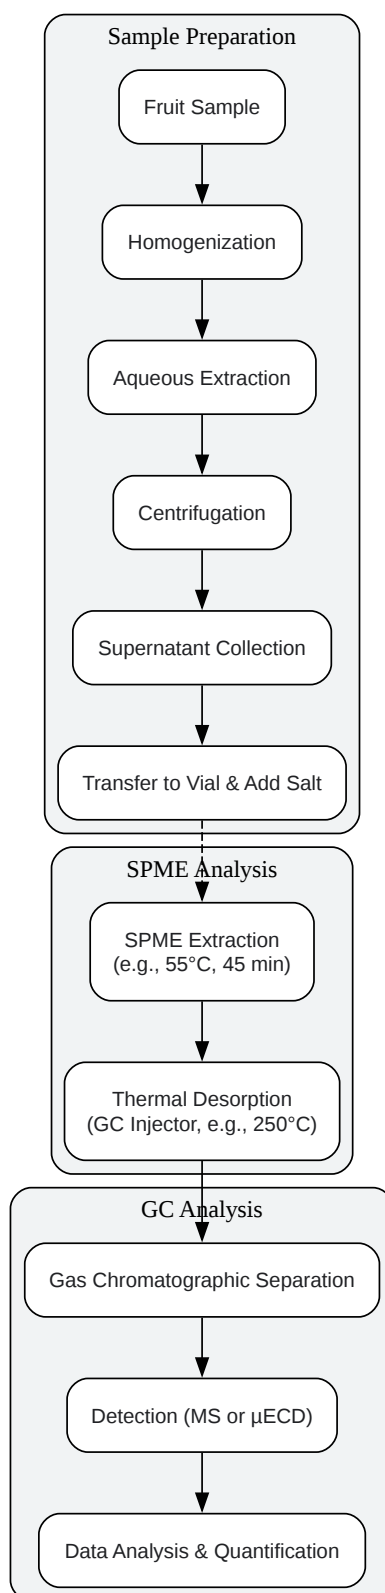 Sample Preparation
Fruit Sample
Homogenization
Aqueous Extraction
Centrifugation
Supernatant Collection
Transfer to Vial & Add Salt
SPME Analysis
SPME Extraction
(e.g., 55°C, 45 min)
Thermal Desorption
(GC Injector, e.g., 250°C)
GC Analysis
Gas Chromatographic Separation
Detection (MS or µECD)
Data Analysis & Quantification